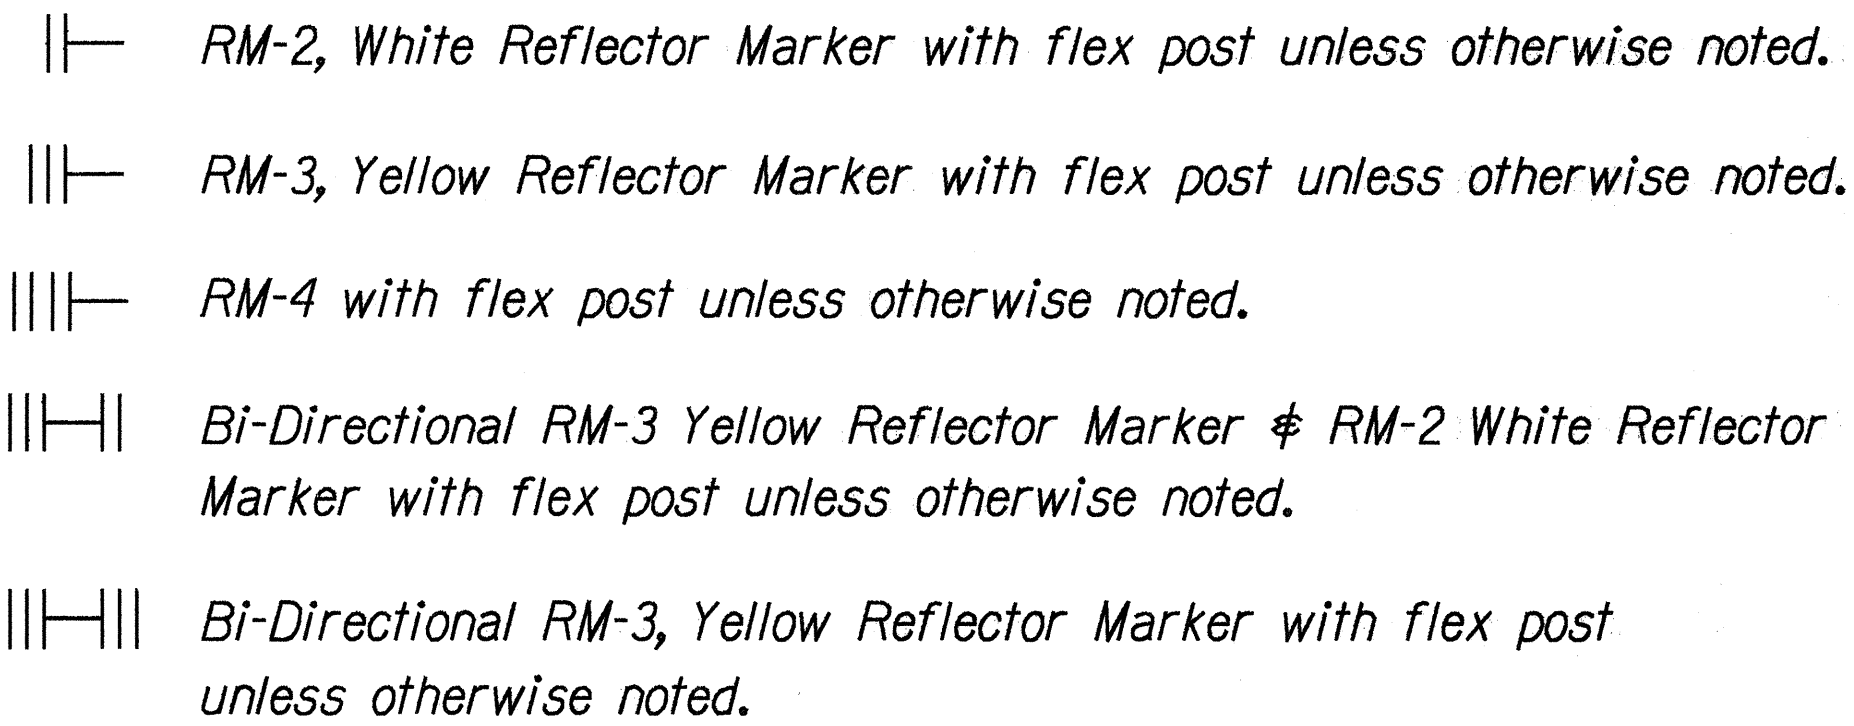 RM-2, White Reflector Marker with flex post unless otherwise noted.
RM-3, Yellow Reflector Marker with flex post unless otherwise noted.
RM-4 with flex post unless otherwise noted.
Bi-Directional RM-3 Yellow Reflector Marker & RM-2 White Reflector
Marker with flex post unless otherwise noted.
Bi-Directional RM-3, Yellow Reflector Marker with flex post
unless otherwise noted.